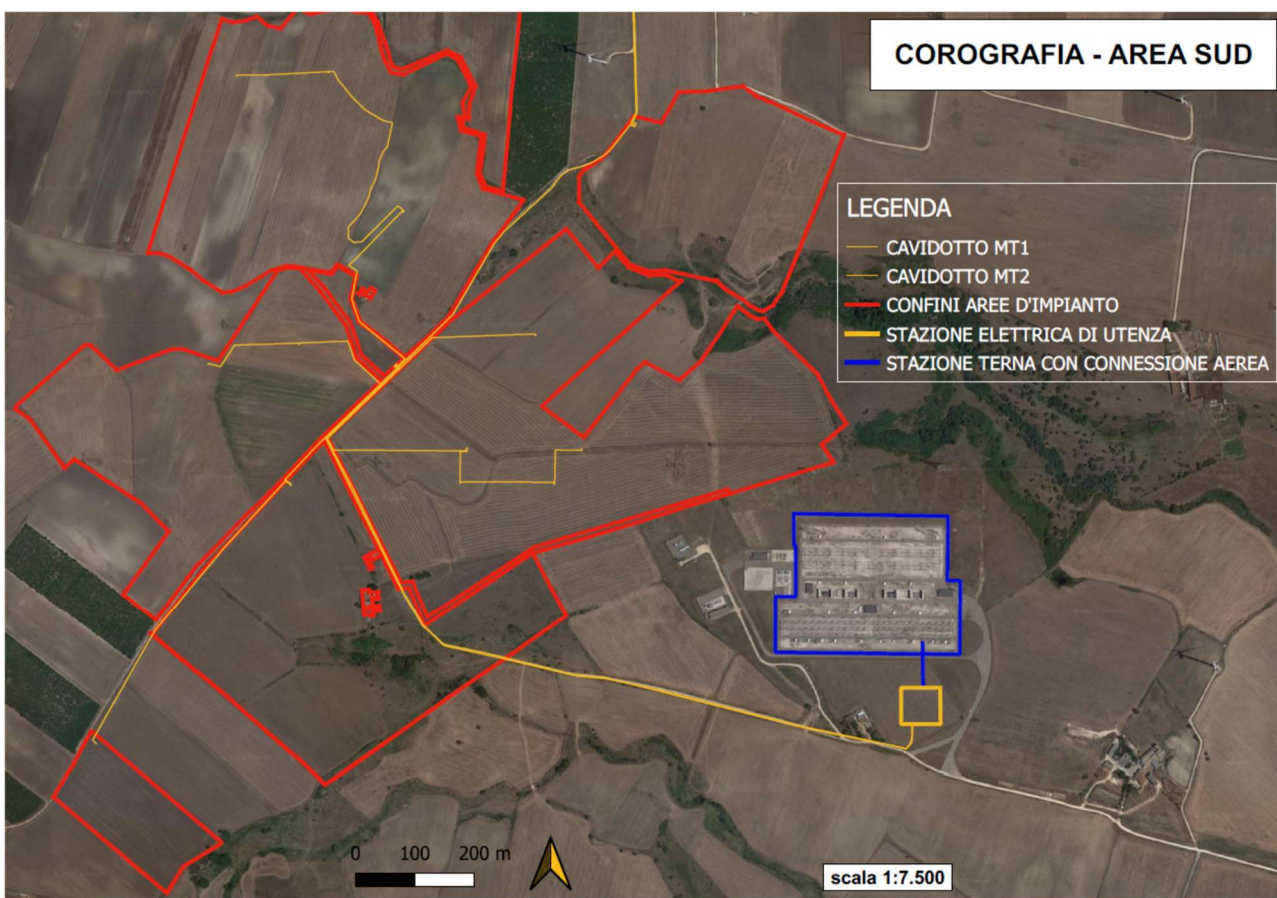 COROGRAFIA - AREA SUD
LEGENDA
CAVIDOTTO MT1
CAVIDOTTO MT2
CONFINI AREE D'IMPIANTO
STAZIONE ELETTRICA DI UTENZA
STAZIONE TERNA CON CONNESSIONE AEREA
0 100 200 m
scala 1:7.500